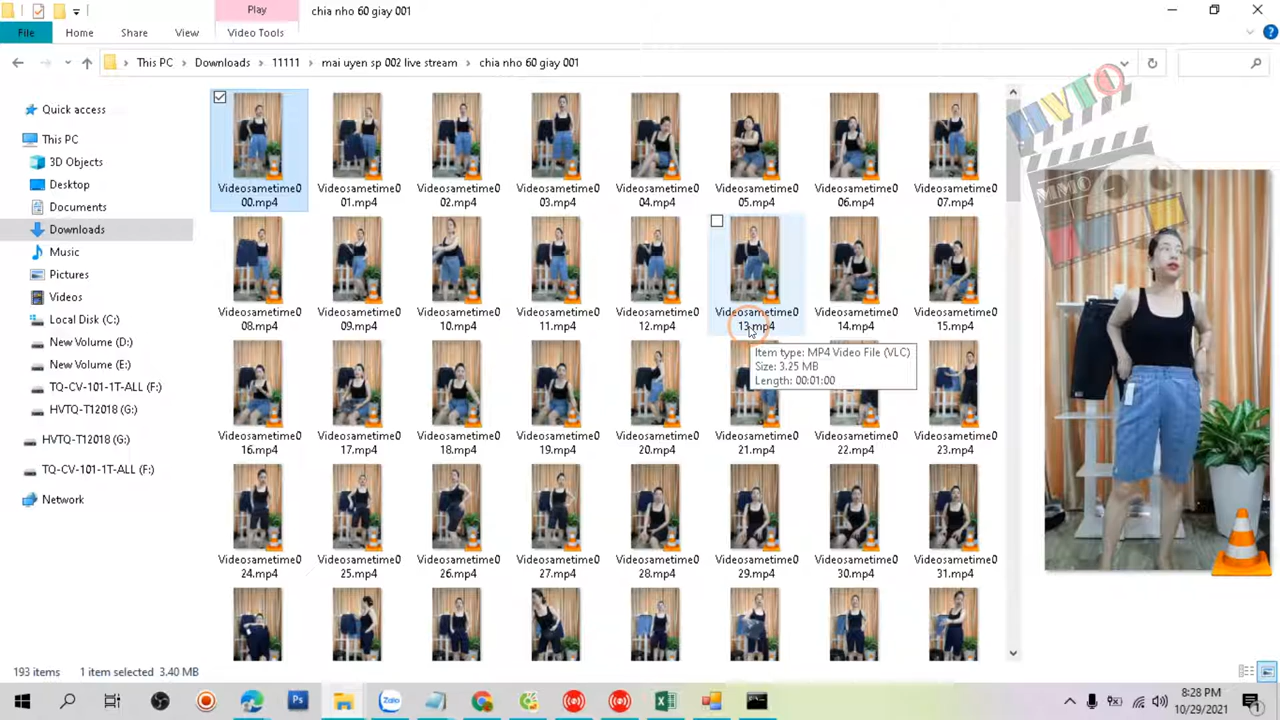 Play
chia nho 60 giay 001
File
Home
Share
View
Video Tools
This PC
Downloads
11111
mai uyen sp 002 live stream
chia nho 60 giay 001
HVTQ
MMO
Quick access
This PC
3D Objects
Desktop
Documents
Downloads
Music
Pictures
Videos
Local Disk (C:)
New Volume (D:)
New Volume (E:)
TQ-CV-101-1T-ALL (F:)
HVTQ-T12018 (G:)
HVTQ-T12018 (G:)
TQ-CV-101-1T-ALL (F:)
Network
Videosametime0
00.mp4
Videosametime0
01.mp4
Videosametime0
02.mp4
Videosametime0
03.mp4
Videosametime0
04.mp4
Videosametime0
05.mp4
Videosametime0
06.mp4
Videosametime0
07.mp4
Videosametime0
08.mp4
Videosametime0
09.mp4
Videosametime0
10.mp4
Videosametime0
11.mp4
Videosametime0
12.mp4
Videosametime0
13.mp4
Videosametime0
14.mp4
Videosametime0
15.mp4
Item type: MP4 Video File (VLC)
Size: 3.25 MB
Length: 00:01:00
Videosametime0
16.mp4
Videosametime0
17.mp4
Videosametime0
18.mp4
Videosametime0
19.mp4
Videosametime0
20.mp4
Videosametime0
21.mp4
Videosametime0
22.mp4
Videosametime0
23.mp4
Videosametime0
24.mp4
Videosametime0
25.mp4
Videosametime0
26.mp4
Videosametime0
27.mp4
Videosametime0
28.mp4
Videosametime0
29.mp4
Videosametime0
30.mp4
Videosametime0
31.mp4
193 items
1 item selected 3.40 MB
Ps
Zalo
8:28 PM
10/29/2021